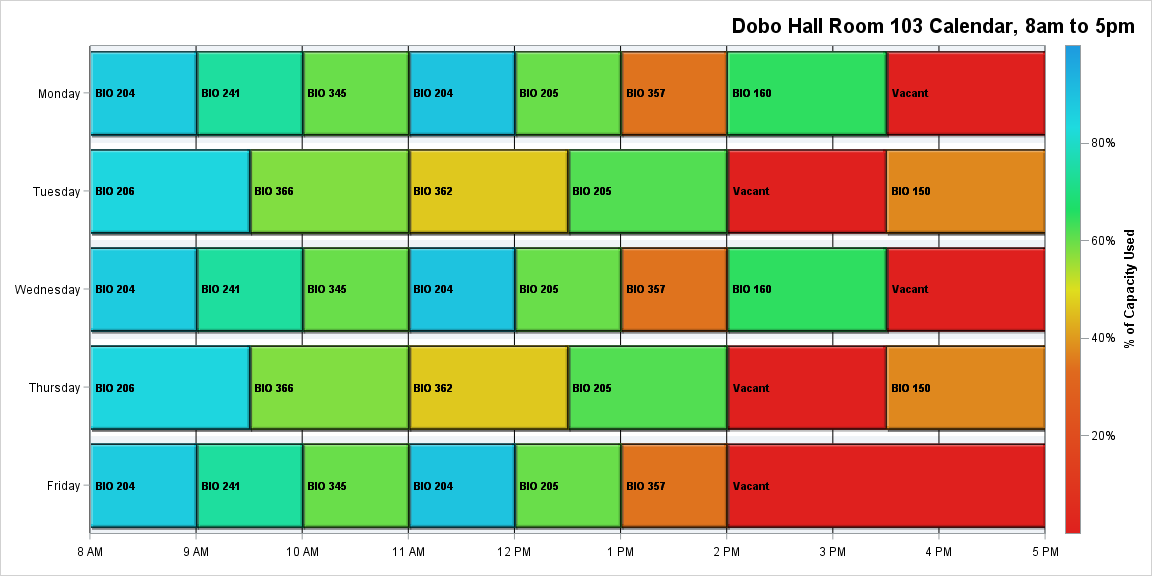 Dobo Hall Room 103 Calendar, 8am to 5pm
Monday BIO 204 BIO 241 BIO 345 BIO 204 BIO 205 BIO 357 BIO 160 Vacant
80%
Tuesday BIO 206 BIO 366 BIO 362 BIO 205 Vacant BIO 150
60%
Wednesday BIO 204 BIO 241 BIO 345 BIO 204 BIO 205 BIO 357 BIO 160 Vacant
% of Capacity Used
40%
Thursday BIO 206 BIO 366 BIO 362 BIO 205 Vacant BIO 150
20%
Friday BIO 204 BIO 241 BIO 345 BIO 204 BIO 205 BIO 357 Vacant
8 AM 9 AM 10 AM 11 AM 12 PM 1 PM 2 PM 3 PM 4 PM 5 PM